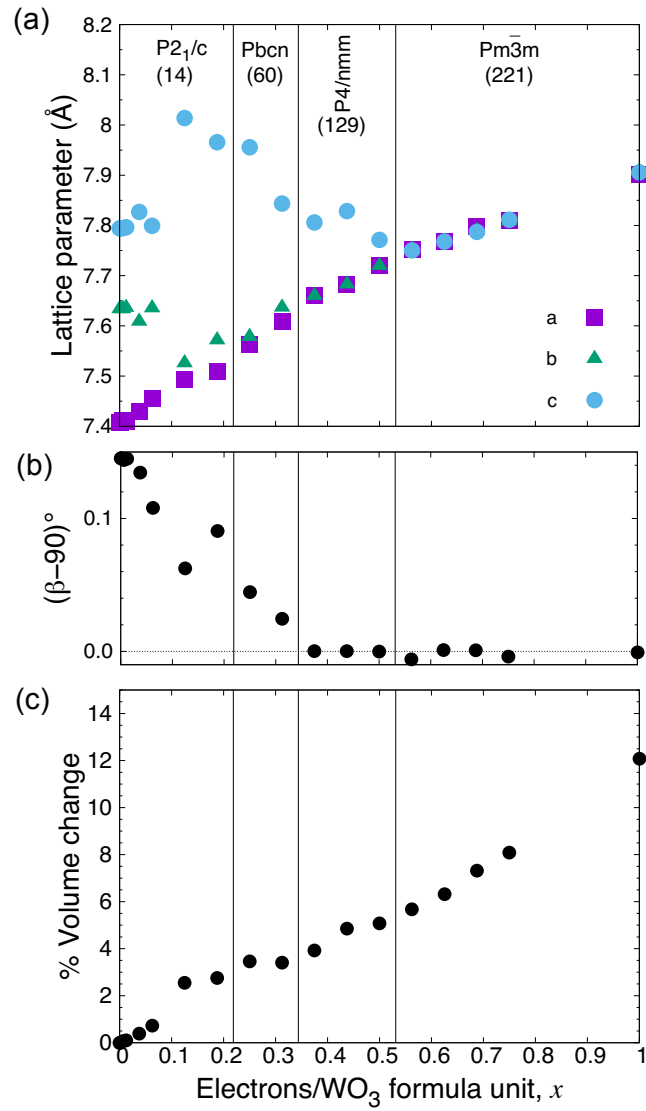 (a)
8.2
8.1
8
7.9
7.8
7.7
7.6
7.5
7.4
Lattice parameter (Å)
P2₁/c
(14)
Pbcn
(60)
P4/nmm
(129)
Pm3̄m
(221)
a
b
c
(b)
0.1
0.0
(β−90)°
(c)
14
12
10
8
6
4
2
0
% Volume change
0 0.1 0.2 0.3 0.4 0.5 0.6 0.7 0.8 0.9 1
Electrons/WO₃ formula unit, x